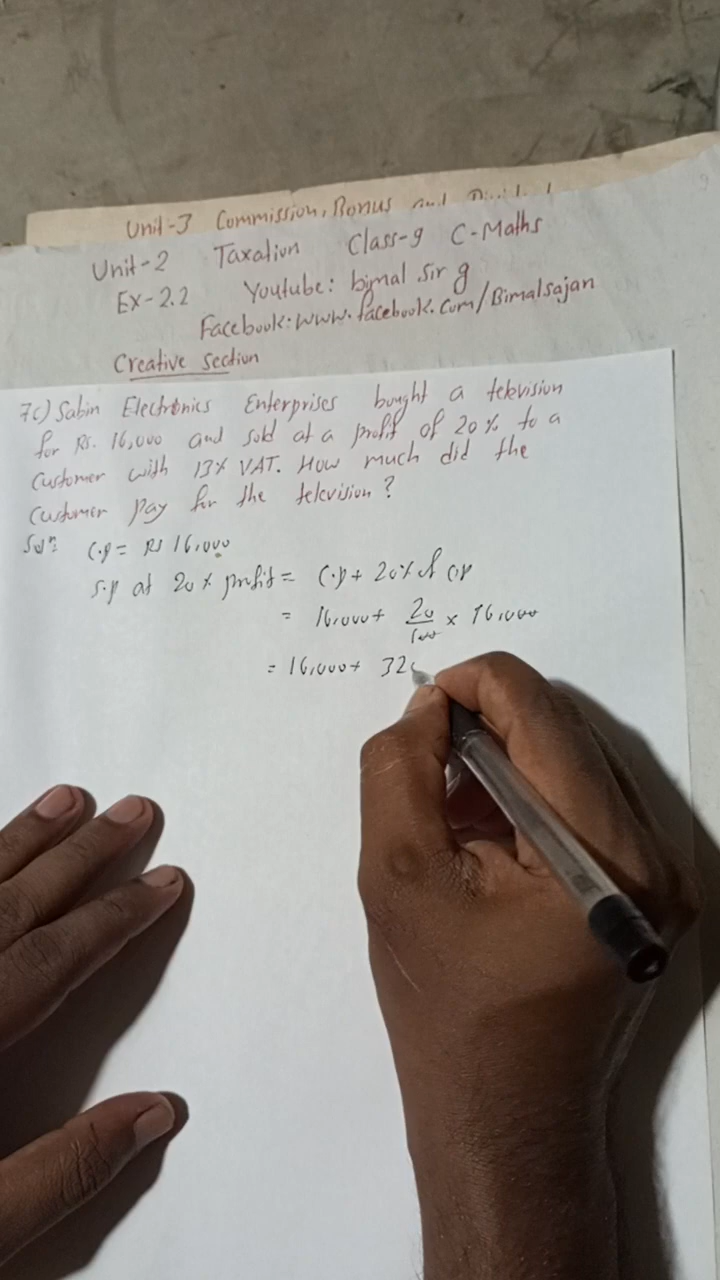 Unit-3 Commission, Bonus and
Unit-2 Taxation Class-9 C-Maths
Ex-2.2 Youtube: bimal sir g
Facebook: www.facebook.com/Bimalsajan
Creative Section
7c) Sabin Electronics Enterprises bought a television
for Rs. 16,000 and sold at a profit of 20% to a
customer with 13% VAT. How much did the
customer pay for the television?
Solⁿ: C.P = RS 16,000
S.P at 20% profit = C.P + 20% of CP
= 16,000 + 20/100 × 16,000
= 16,000 + 320